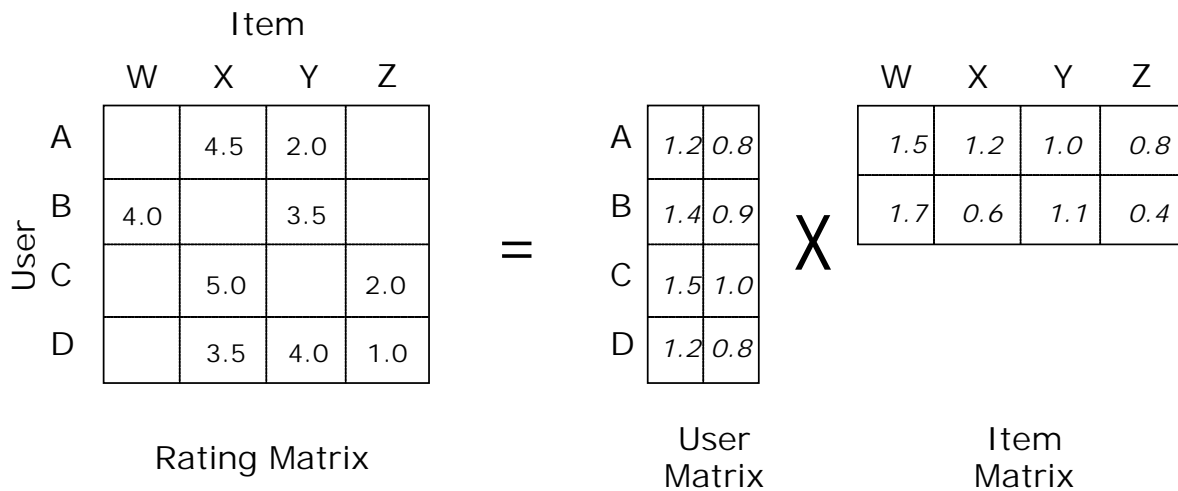 Item
W X Y Z W X Y Z
A 4.5 2.0 A 1.2 0.8 1.5 1.2 1.0 0.8
B 4.0 3.5 B 1.4 0.9 1.7 0.6 1.1 0.4
User
= X
C 5.0 2.0 C 1.5 1.0
D 3.5 4.0 1.0 D 1.2 0.8
Rating Matrix
User
Matrix
Item
Matrix